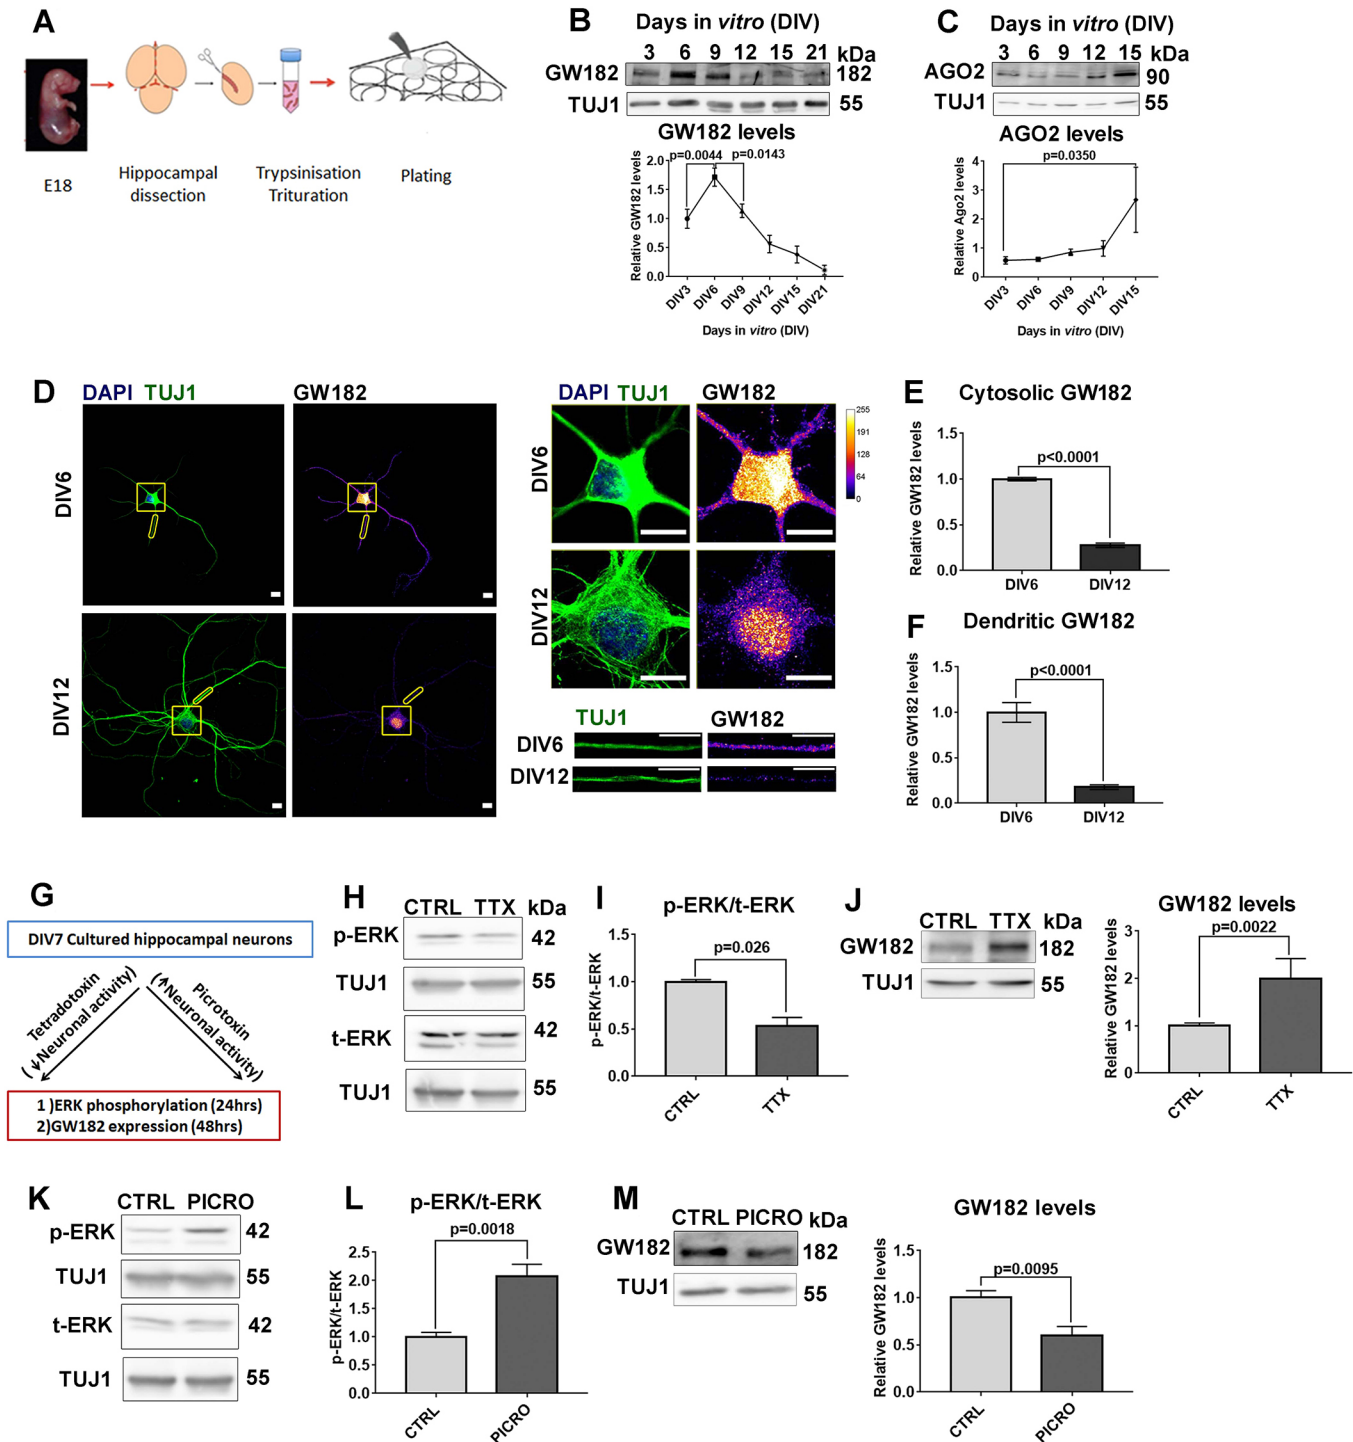 A
E18
Hippocampal
dissection
Trypsinisation
Trituration
Plating
B
Days in vitro (DIV)
3 6 9 12 15 21 kDa
GW182 182
TUJ1 55
GW182 levels
p=0.0044 p=0.0143
Relative GW182 levels
2.0
1.5
1.0
0.5
0.0
DIV3 DIV6 DIV9 DIV12 DIV15 DIV21
Days in vitro (DIV)
C
Days in vitro (DIV)
3 6 9 12 15 kDa
AGO2 90
TUJ1 55
AGO2 levels
p=0.0350
Relative Ago2 levels
4
3
2
1
0
DIV3 DIV6 DIV9 DIV12 DIV15
Days in vitro (DIV)
D
DAPI TUJ1 GW182
DIV6
DIV12
DAPI TUJ1 GW182
DIV6
255
191
128
64
0
DIV12
TUJ1 GW182
DIV6
DIV12
E
Cytosolic GW182
p<0.0001
Relative GW182 levels
1.5
1.0
0.5
0.0
DIV6 DIV12
F
Dendritic GW182
p<0.0001
Relative GW182 levels
1.5
1.0
0.5
0.0
DIV6 DIV12
G
DIV7 Cultured hippocampal neurons
Tetradotoxin
(↓Neuronal activity)
Picrotoxin
(↑Neuronal activity)
1 )ERK phosphorylation (24hrs)
2)GW182 expression (48hrs)
H
CTRL TTX kDa
p-ERK 42
TUJ1 55
t-ERK 42
TUJ1 55
I
p-ERK/t-ERK
p=0.026
p-ERK/t-ERK
1.5
1.0
0.5
0.0
CTRL TTX
J
CTRL TTX kDa
GW182 182
TUJ1 55
GW182 levels
p=0.0022
Relative GW182 levels
3
2
1
0
CTRL TTX
K
CTRL PICRO
p-ERK 42
TUJ1 55
t-ERK 42
TUJ1 55
L
p-ERK/t-ERK
p=0.0018
p-ERK/t-ERK
2.5
2.0
1.5
1.0
0.5
0.0
CTRL PICRO
M
CTRL PICRO kDa
GW182 182
TUJ1 55
GW182 levels
p=0.0095
Relative GW182 levels
1.5
1.0
0.5
0.0
CTRL PICRO